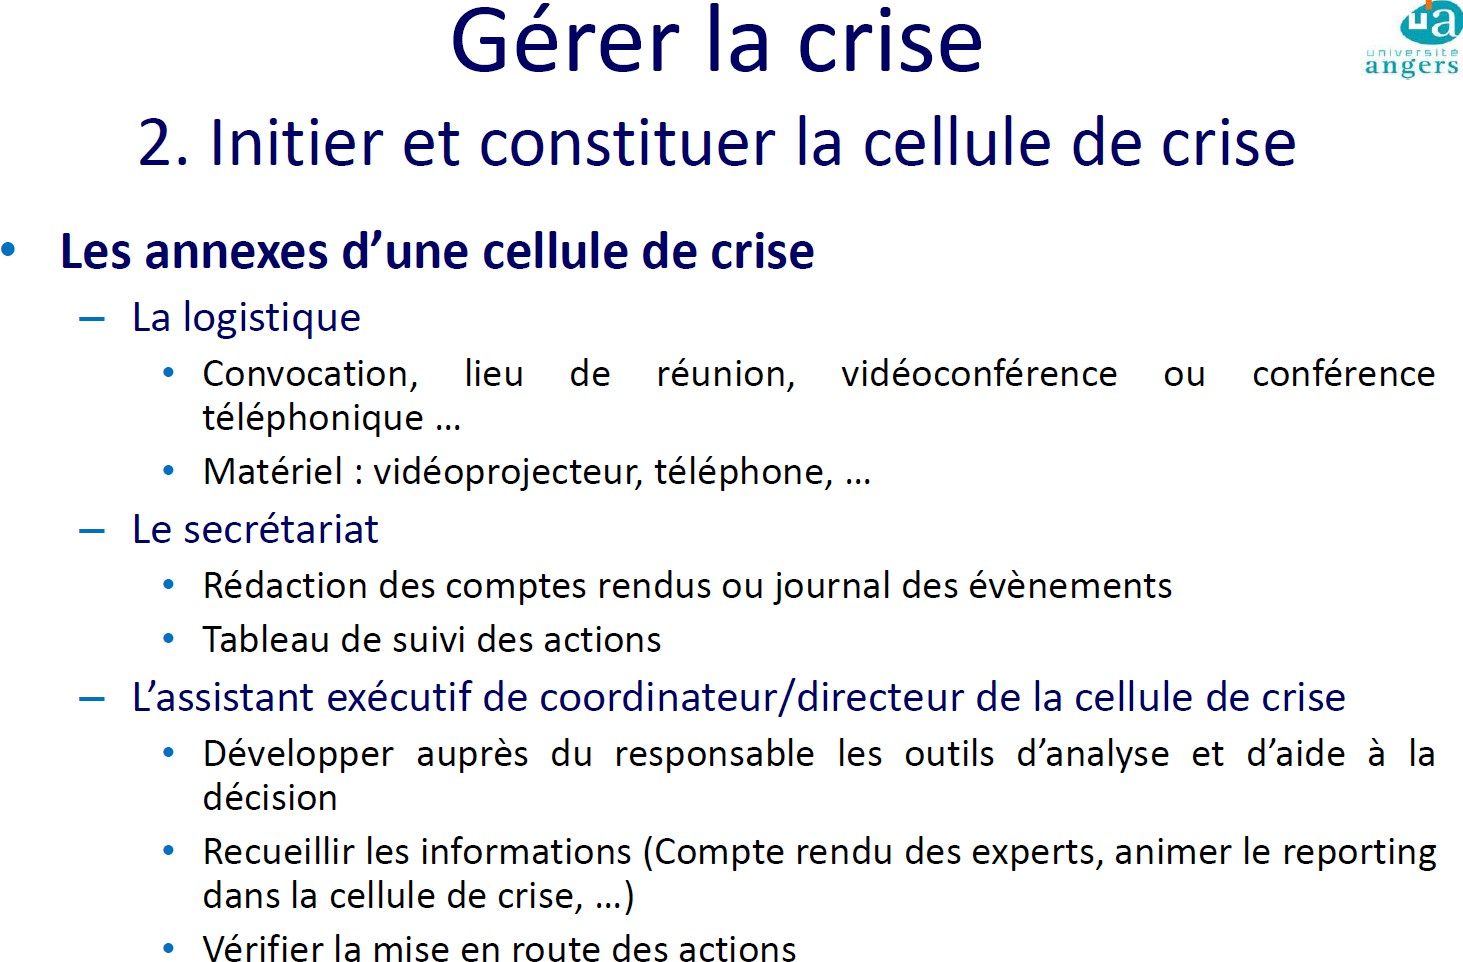 Gérer la crise
ua
université
angers
2. Initier et constituer la cellule de crise
• Les annexes d’une cellule de crise
– La logistique
• Convocation, lieu de réunion, vidéoconférence ou conférence
téléphonique ...
• Matériel : vidéoprojecteur, téléphone, ...
– Le secrétariat
• Rédaction des comptes rendus ou journal des évènements
• Tableau de suivi des actions
– L’assistant exécutif de coordinateur/directeur de la cellule de crise
• Développer auprès du responsable les outils d’analyse et d’aide à la
décision
• Recueillir les informations (Compte rendu des experts, animer le reporting
dans la cellule de crise, ...)
• Vérifier la mise en route des actions